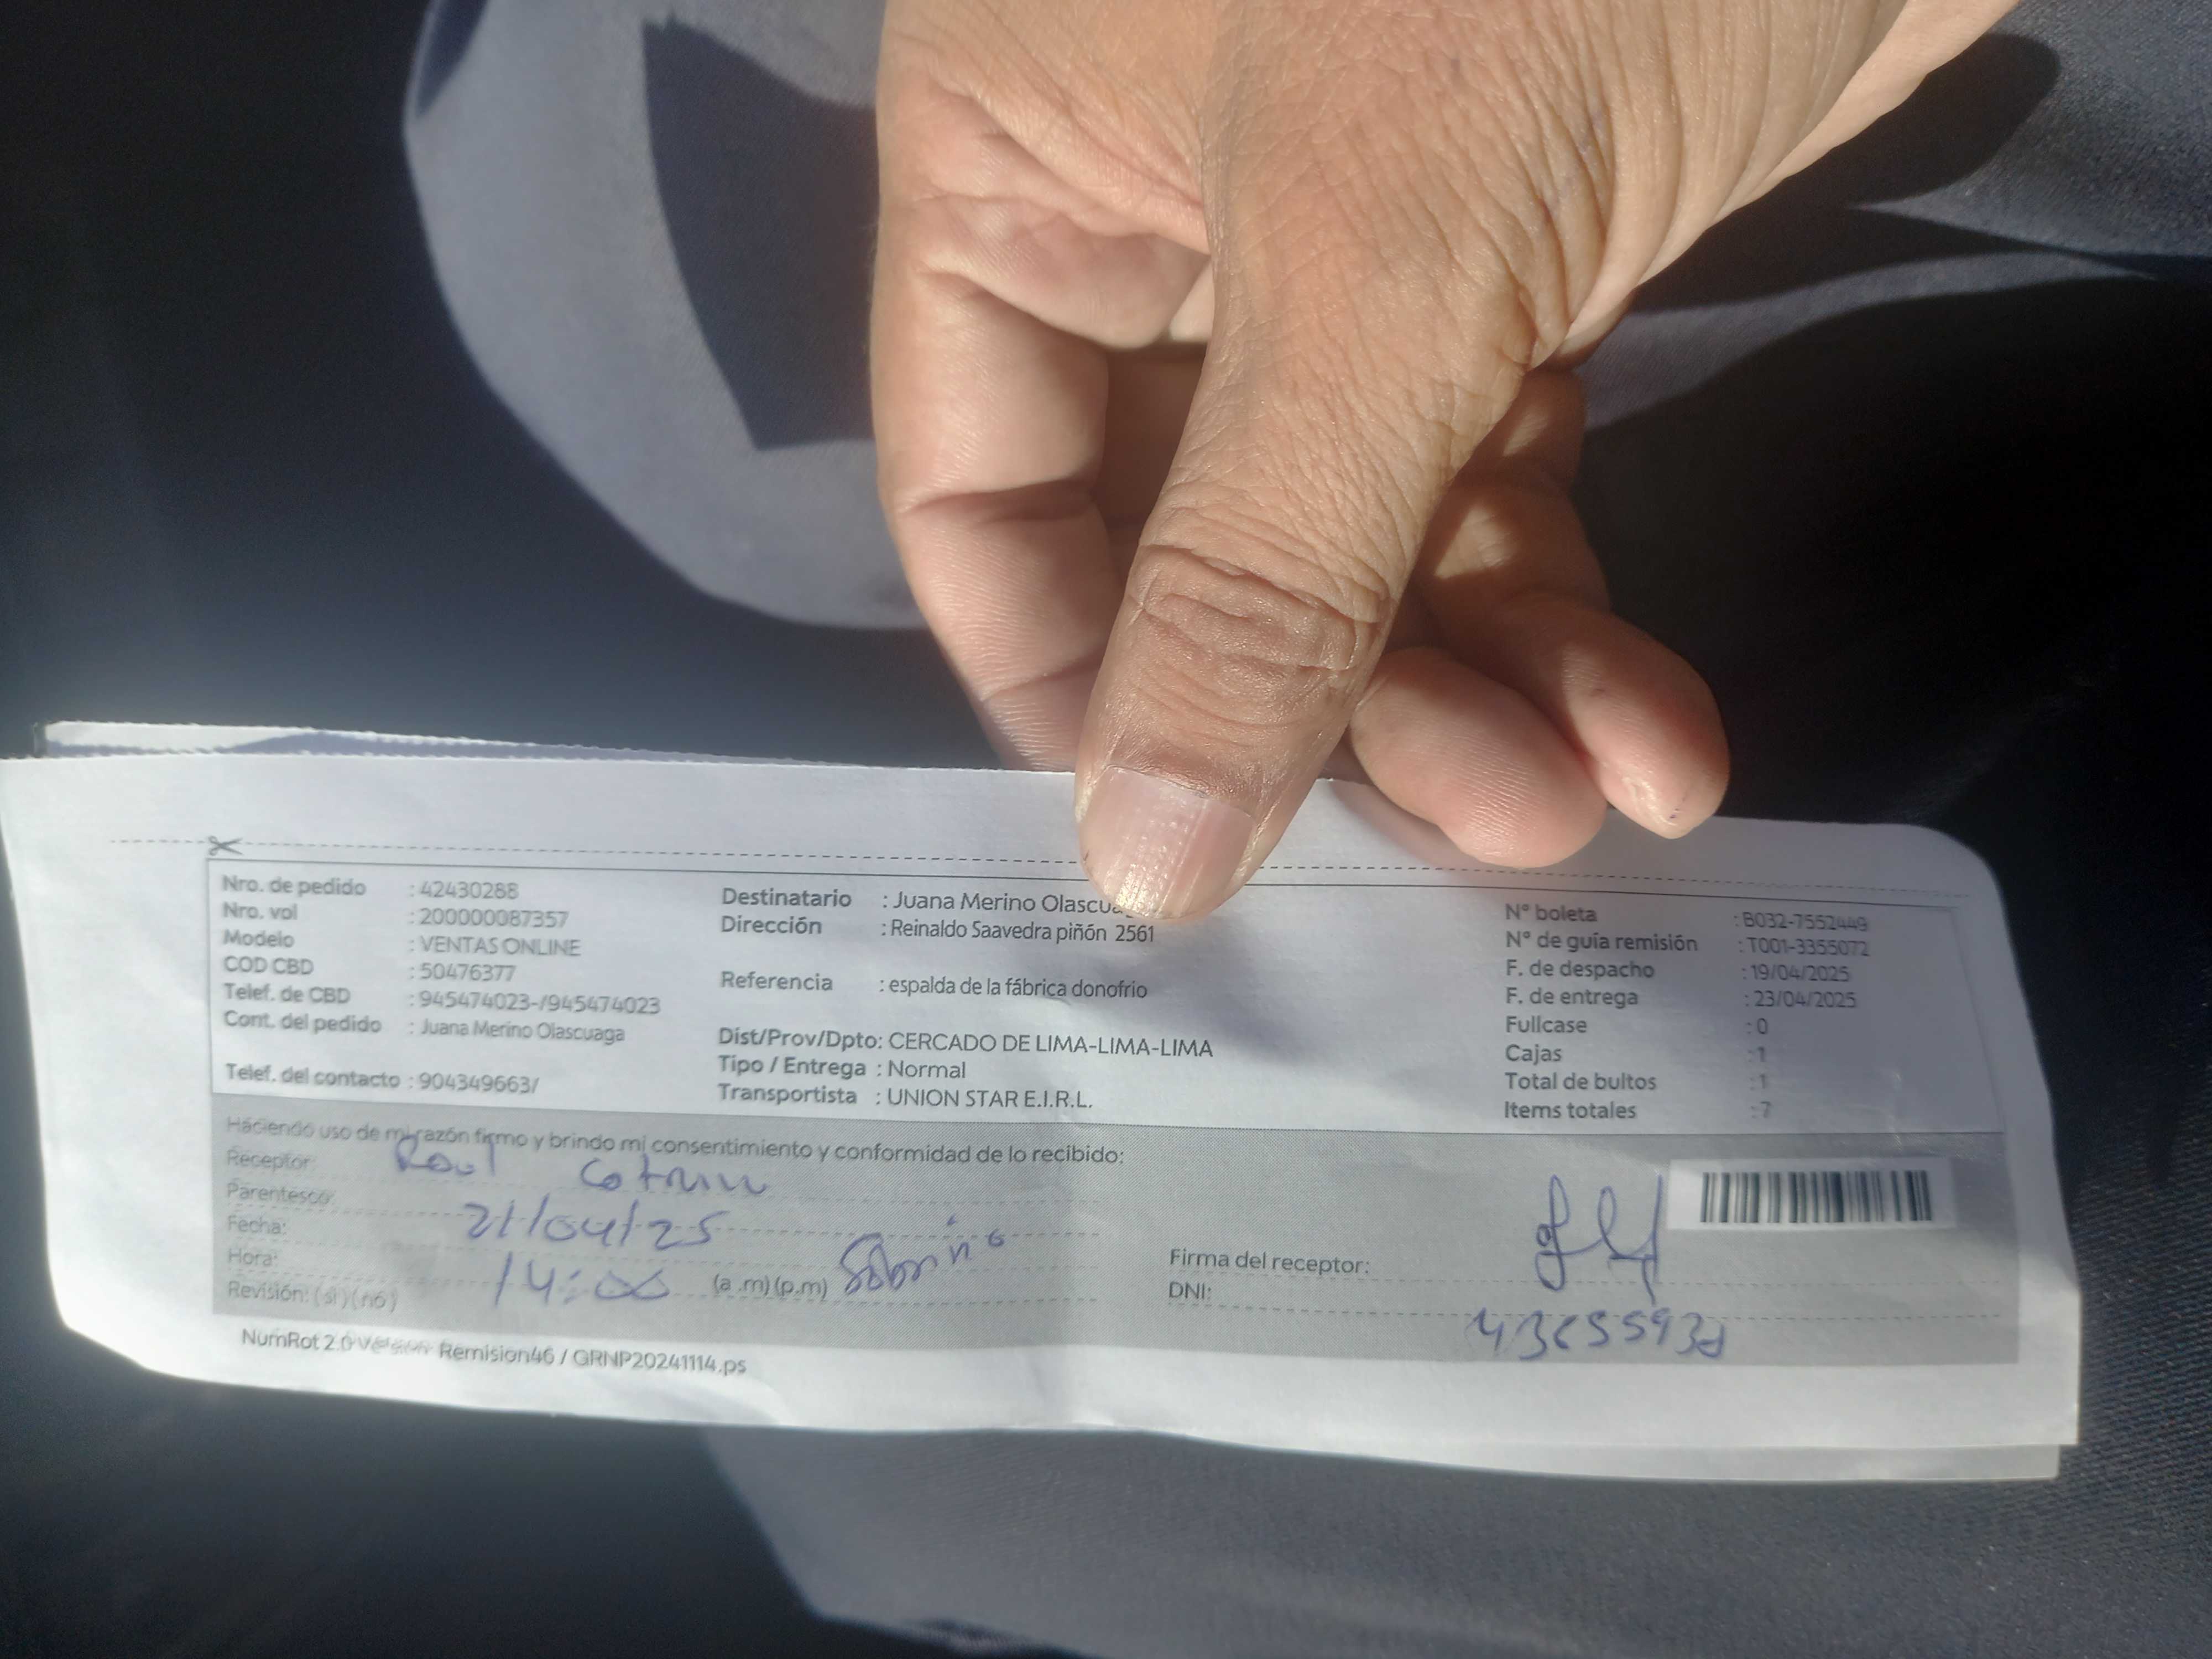 Nro. de pedido : 42430288
Nro. vol : 200000087357
Modelo : VENTAS ONLINE
COD CBD : 50476377
Telef. de CBD : 945474023-/945474023
Cont. del pedido : Juana Merino Olascuaga
Telef. del contacto : 904349663/
Destinatario : Juana Merino
Dirección : Reinaldo Saavedra piñón 2561
Referencia : espalda de la fábrica donofrio
Dist/Prov/Dpto: CERCADO DE LIMA-LIMA-LIMA
Tipo / Entrega : Normal
Transportista : UNION STAR E.I.R.L.
N° boleta : B032-7552449
N° de guía remisión : T001-3355072
F. de despacho : 19/04/2025
F. de entrega : 23/04/2025
Fullcase : 0
Cajas : 1
Total de bultos : 1
Items totales : 7
Haciendo uso de mi razón firmo y brindo mi consentimiento y conformidad de lo recibido:
Receptor: Raul
Parentesco:
Fecha: 21/04/25
Hora: 14:00 (a.m) (p.m) Sobrino
Revisión: (si) (no)
Firma del receptor:
DNI:
NumRot 2.0 Version Remision46 / GRNP20241114.ps